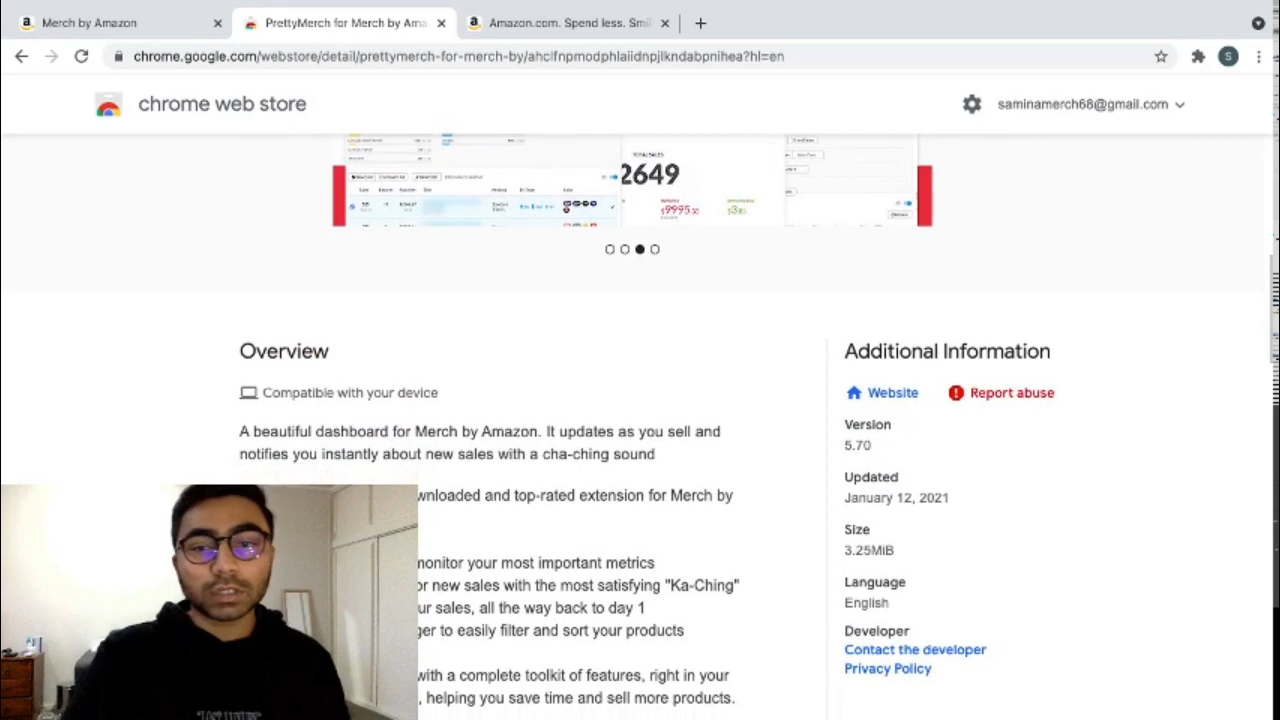 Merch by Amazon
PrettyMerch for Merch by Ama
Amazon.com. Spend less. Smil
chrome.google.com/webstore/detail/prettymerch-for-merch-by/ahclfnpmodphlaiidnpjlkndabpnihea?hl=en
S
chrome web store
saminamerch68@gmail.com
TOTAL SALES
2649
$9995
$3
Overview
Compatible with your device
A beautiful dashboard for Merch by Amazon. It updates as you sell and
notifies you instantly about new sales with a cha-ching sound
wnloaded and top-rated extension for Merch by
monitor your most important metrics
or new sales with the most satisfying "Ka-Ching"
ur sales, all the way back to day 1
ger to easily filter and sort your products
with a complete toolkit of features, right in your
, helping you save time and sell more products.
Additional Information
Website
Report abuse
Version
5.70
Updated
January 12, 2021
Size
3.25MiB
Language
English
Developer
Contact the developer
Privacy Policy